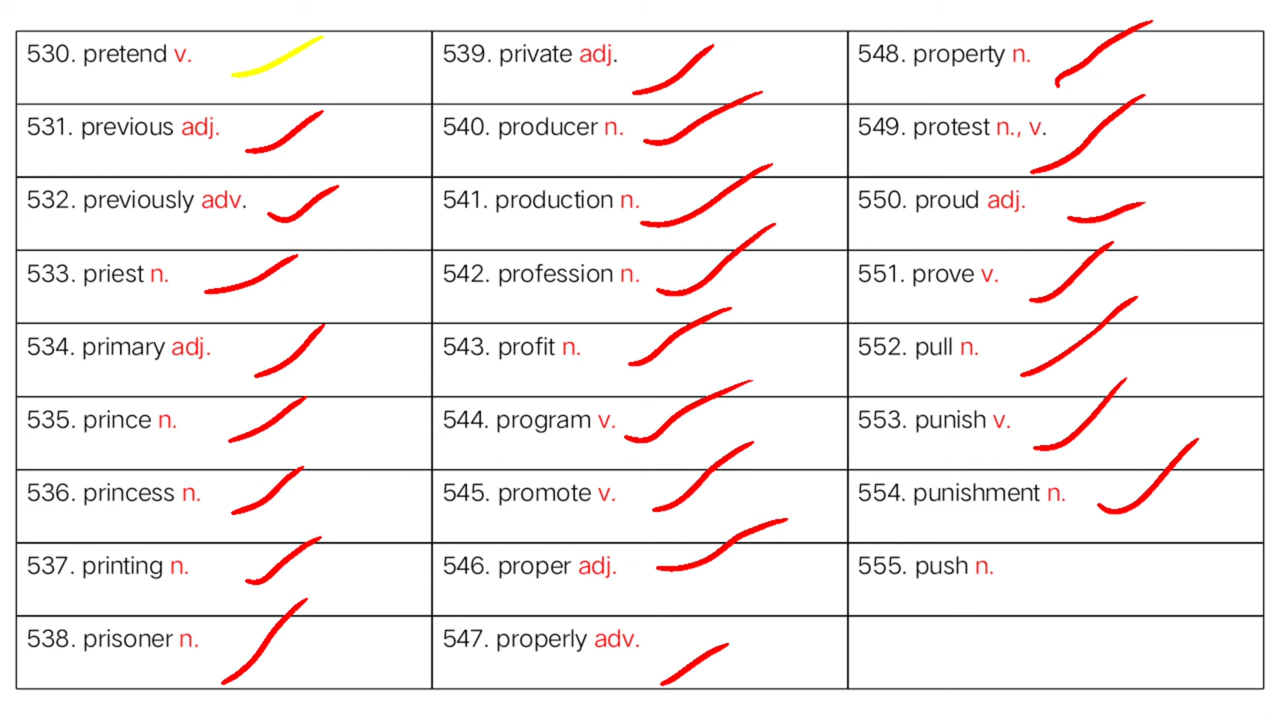 530. pretend v.
531. previous adj.
532. previously adv.
533. priest n.
534. primary adj.
535. prince n.
536. princess n.
537. printing n.
538. prisoner n.
539. private adj.
540. producer n.
541. production n.
542. profession n.
543. profit n.
544. program v.
545. promote v.
546. proper adj.
547. properly adv.
548. property n.
549. protest n., v.
550. proud adj.
551. prove v.
552. pull n.
553. punish v.
554. punishment n.
555. push n.